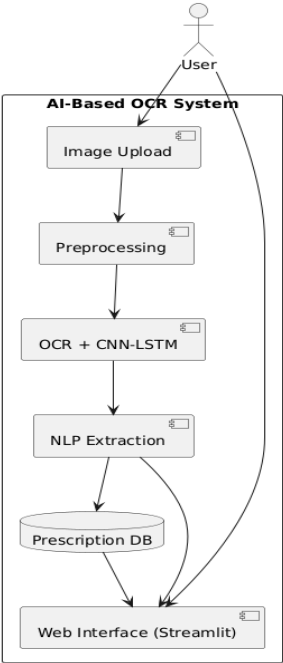 User
AI-Based OCR System
Image Upload
Preprocessing
OCR + CNN-LSTM
NLP Extraction
Prescription DB
Web Interface (Streamlit)